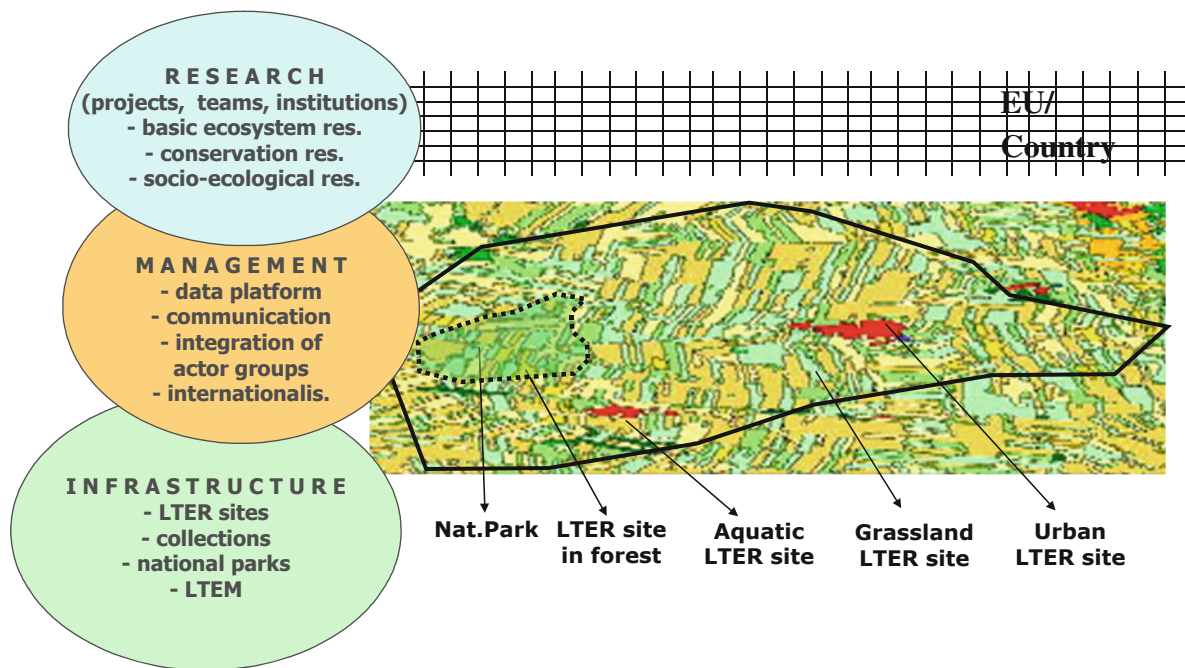 R E S E A R C H
(projects, teams, institutions)
- basic ecosystem res.
- conservation res.
- socio-ecological res.
EU/
Country
M A N A G E M E N T
- data platform
- communication
- integration of
actor groups
- internationalis.
I N F R A S T R U C T U R E
- LTER sites
- collections
- national parks
- LTEM
Nat.Park
LTER site
in forest
Aquatic
LTER site
Grassland
LTER site
Urban
LTER site